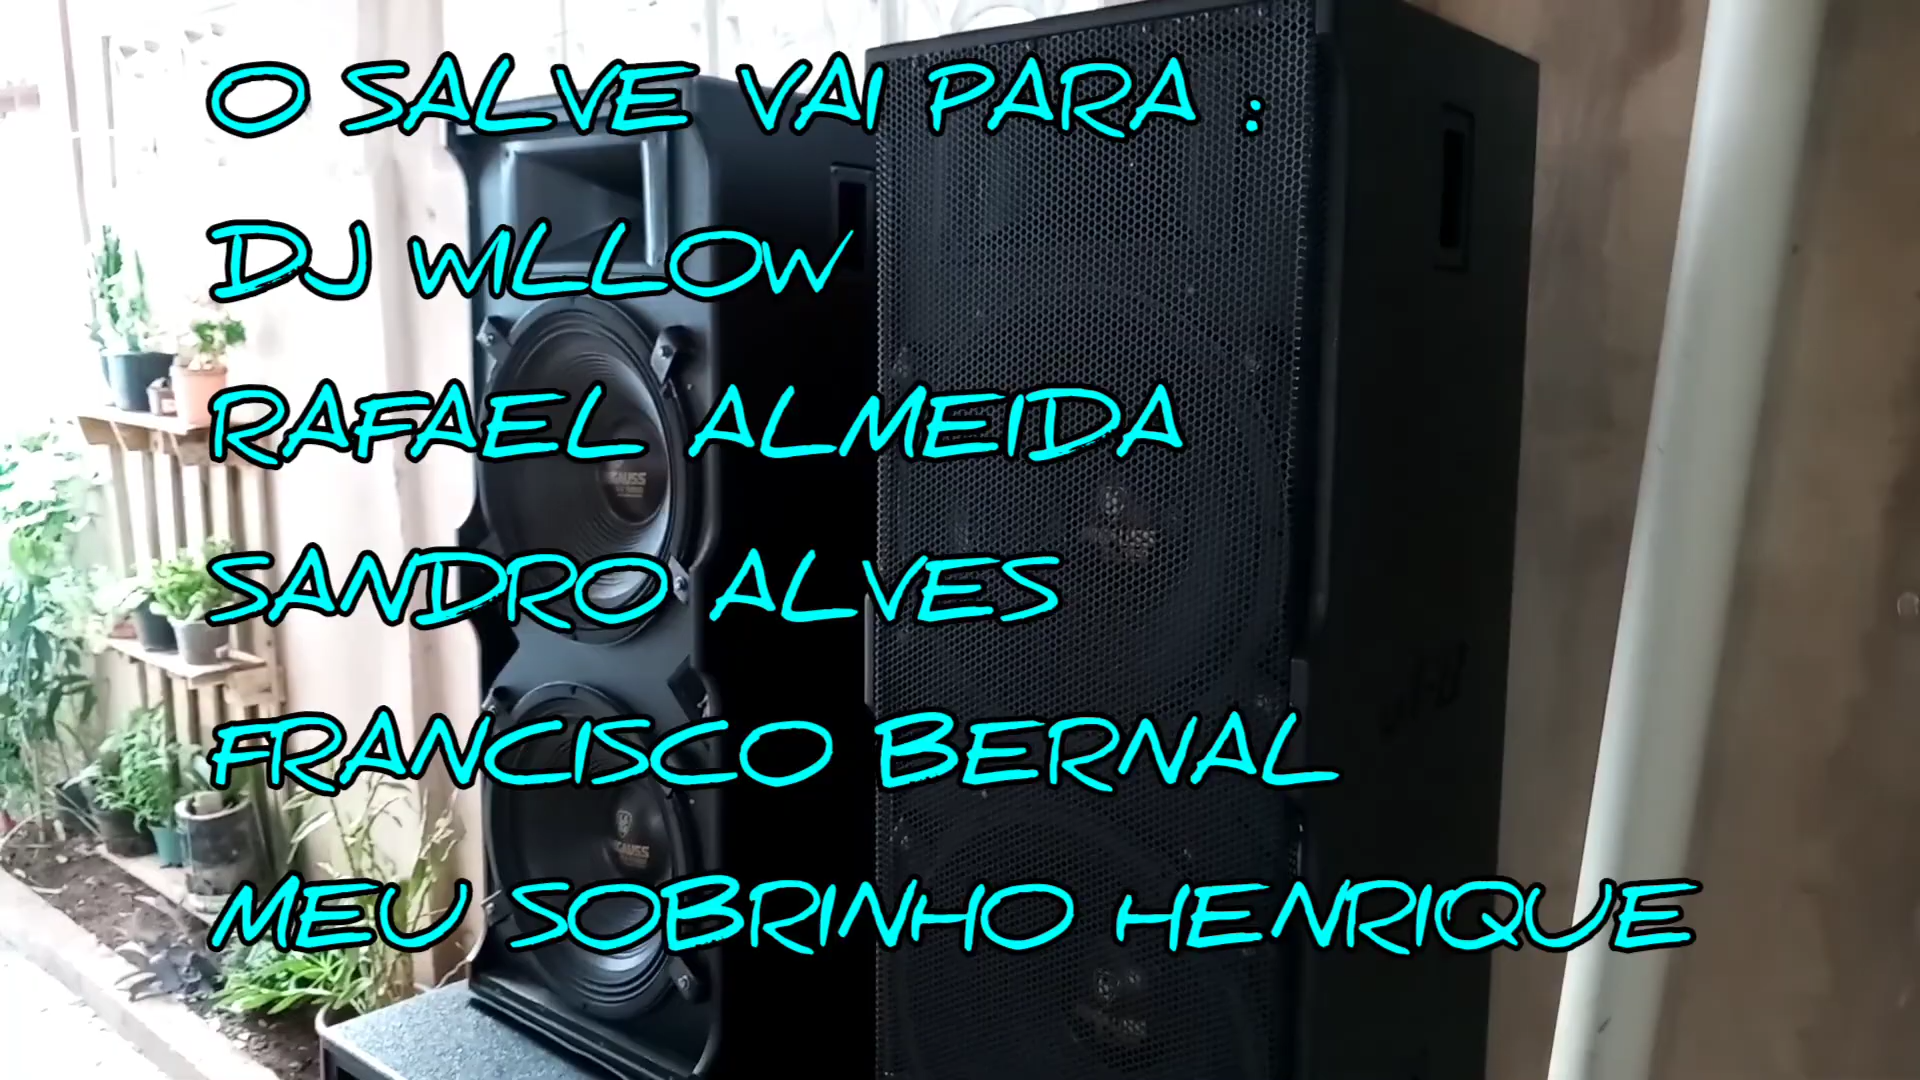 O SALVE VAI PARA :
DJ WILLOW
RAFAEL ALMEIDA
SANDRO ALVES
FRANCISCO BERNAL
MEU SOBRINHO HENRIQUE